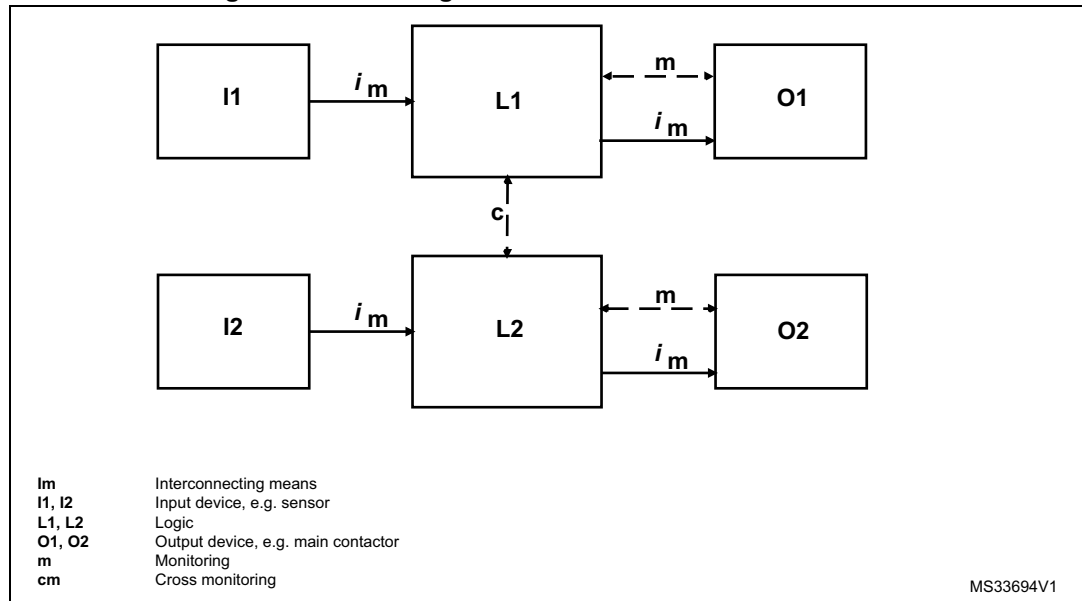 I1
i m
L1
m
O1
i m
c
I2
i m
L2
m
O2
i m
Im Interconnecting means
I1, I2 Input device, e.g. sensor
L1, L2 Logic
O1, O2 Output device, e.g. main contactor
m Monitoring
cm Cross monitoring
MS33694V1